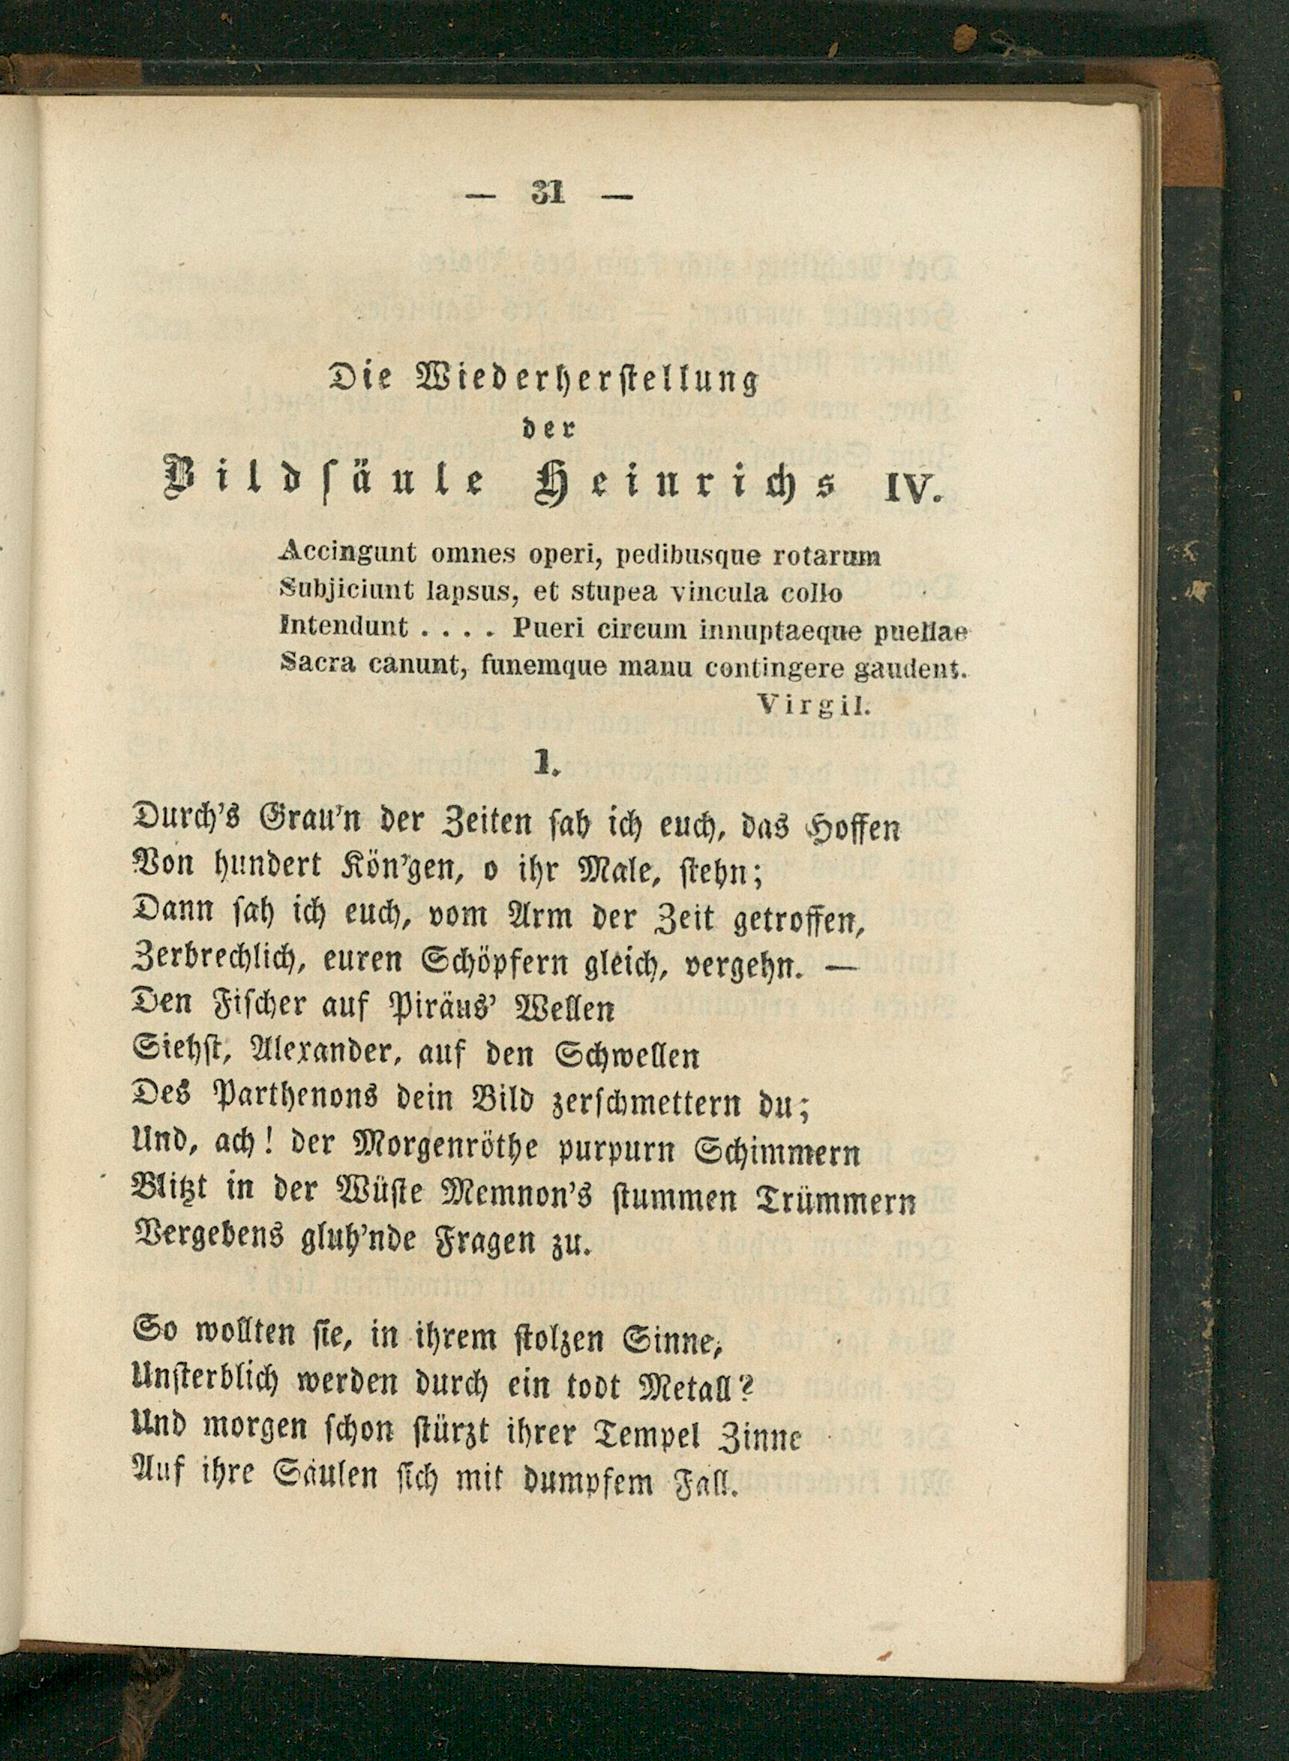 — 31 —
Die Wiederherstellung
der
Bildsäule Heinrichs IV.
Accingunt omnes operi, pedibusque rotarum
Subjiciunt lapsus, et stupea vincula collo
Intendunt . . . . Pueri circum innuptaeque puellae
Sacra canunt, funemque manu contingere gaudent.
Virgil.
1.
Durch's Grau'n der Zeiten sah ich euch, das Hoffen
Von hundert Kön'gen, o ihr Male, stehn;
Dann sah ich euch, vom Arm der Zeit getroffen,
Zerbrechlich, euren Schöpfern gleich, vergehn. —
Den Fischer auf Piräus' Wellen
Siehst, Alexander, auf den Schwellen
Des Parthenons dein Bild zerschmettern du;
Und, ach! der Morgenröthe purpurn Schimmern
Blitzt in der Wüste Memnon's stummen Trümmern
Vergebens gluh'nde Fragen zu.
So wollten sie, in ihrem stolzen Sinne,
Unsterblich werden durch ein todt Metall?
Und morgen schon stürzt ihrer Tempel Zinne
Auf ihre Säulen sich mit dumpfem Fall.